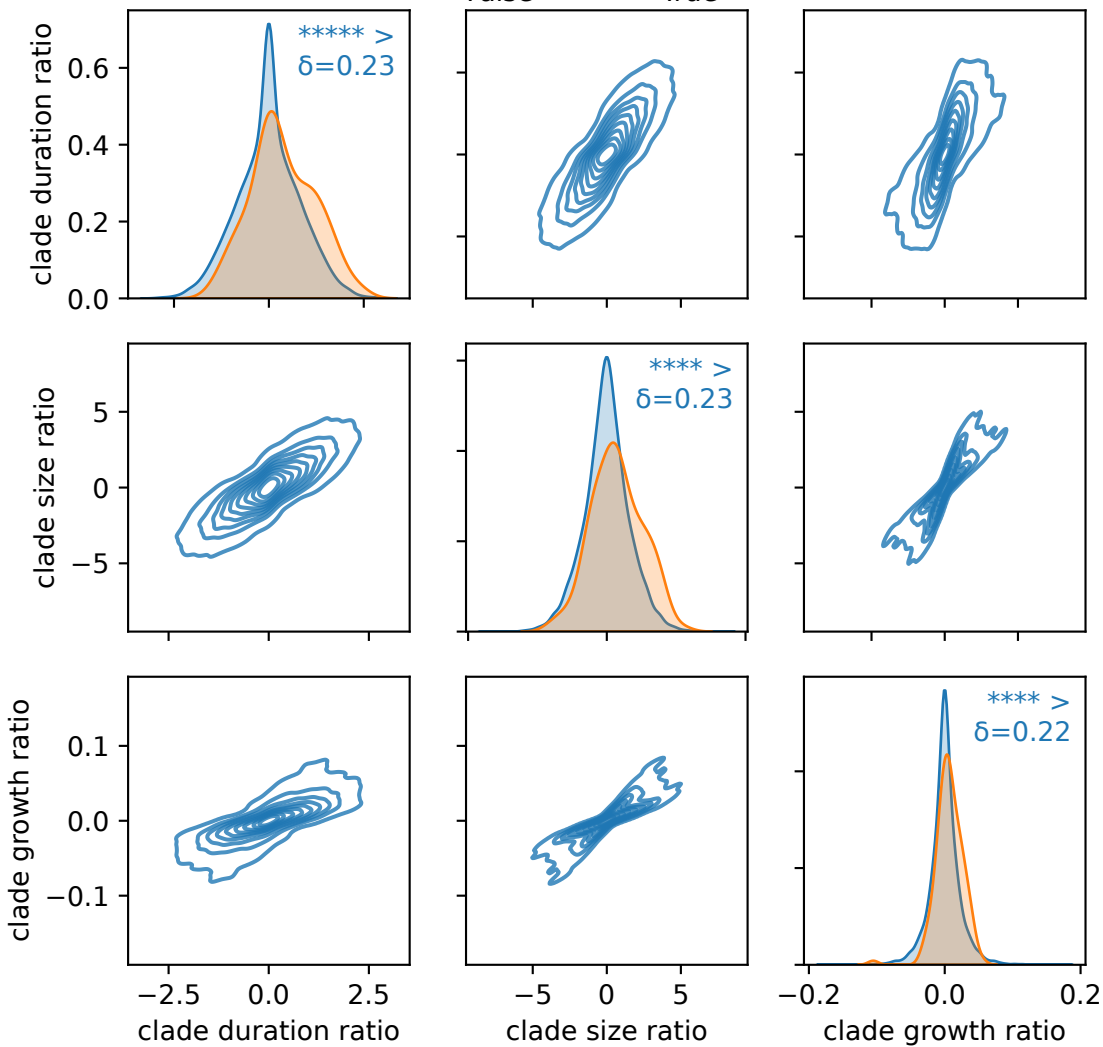 clade duration ratio
0.6
0.4
0.2
0.0
***** >
δ=0.23
clade size ratio
5
0
−5
**** >
δ=0.23
clade growth ratio
0.1
0.0
−0.1
**** >
δ=0.22
−2.5 0.0 2.5
clade duration ratio
−5 0 5
clade size ratio
−0.2 0.0 0.2
clade growth ratio